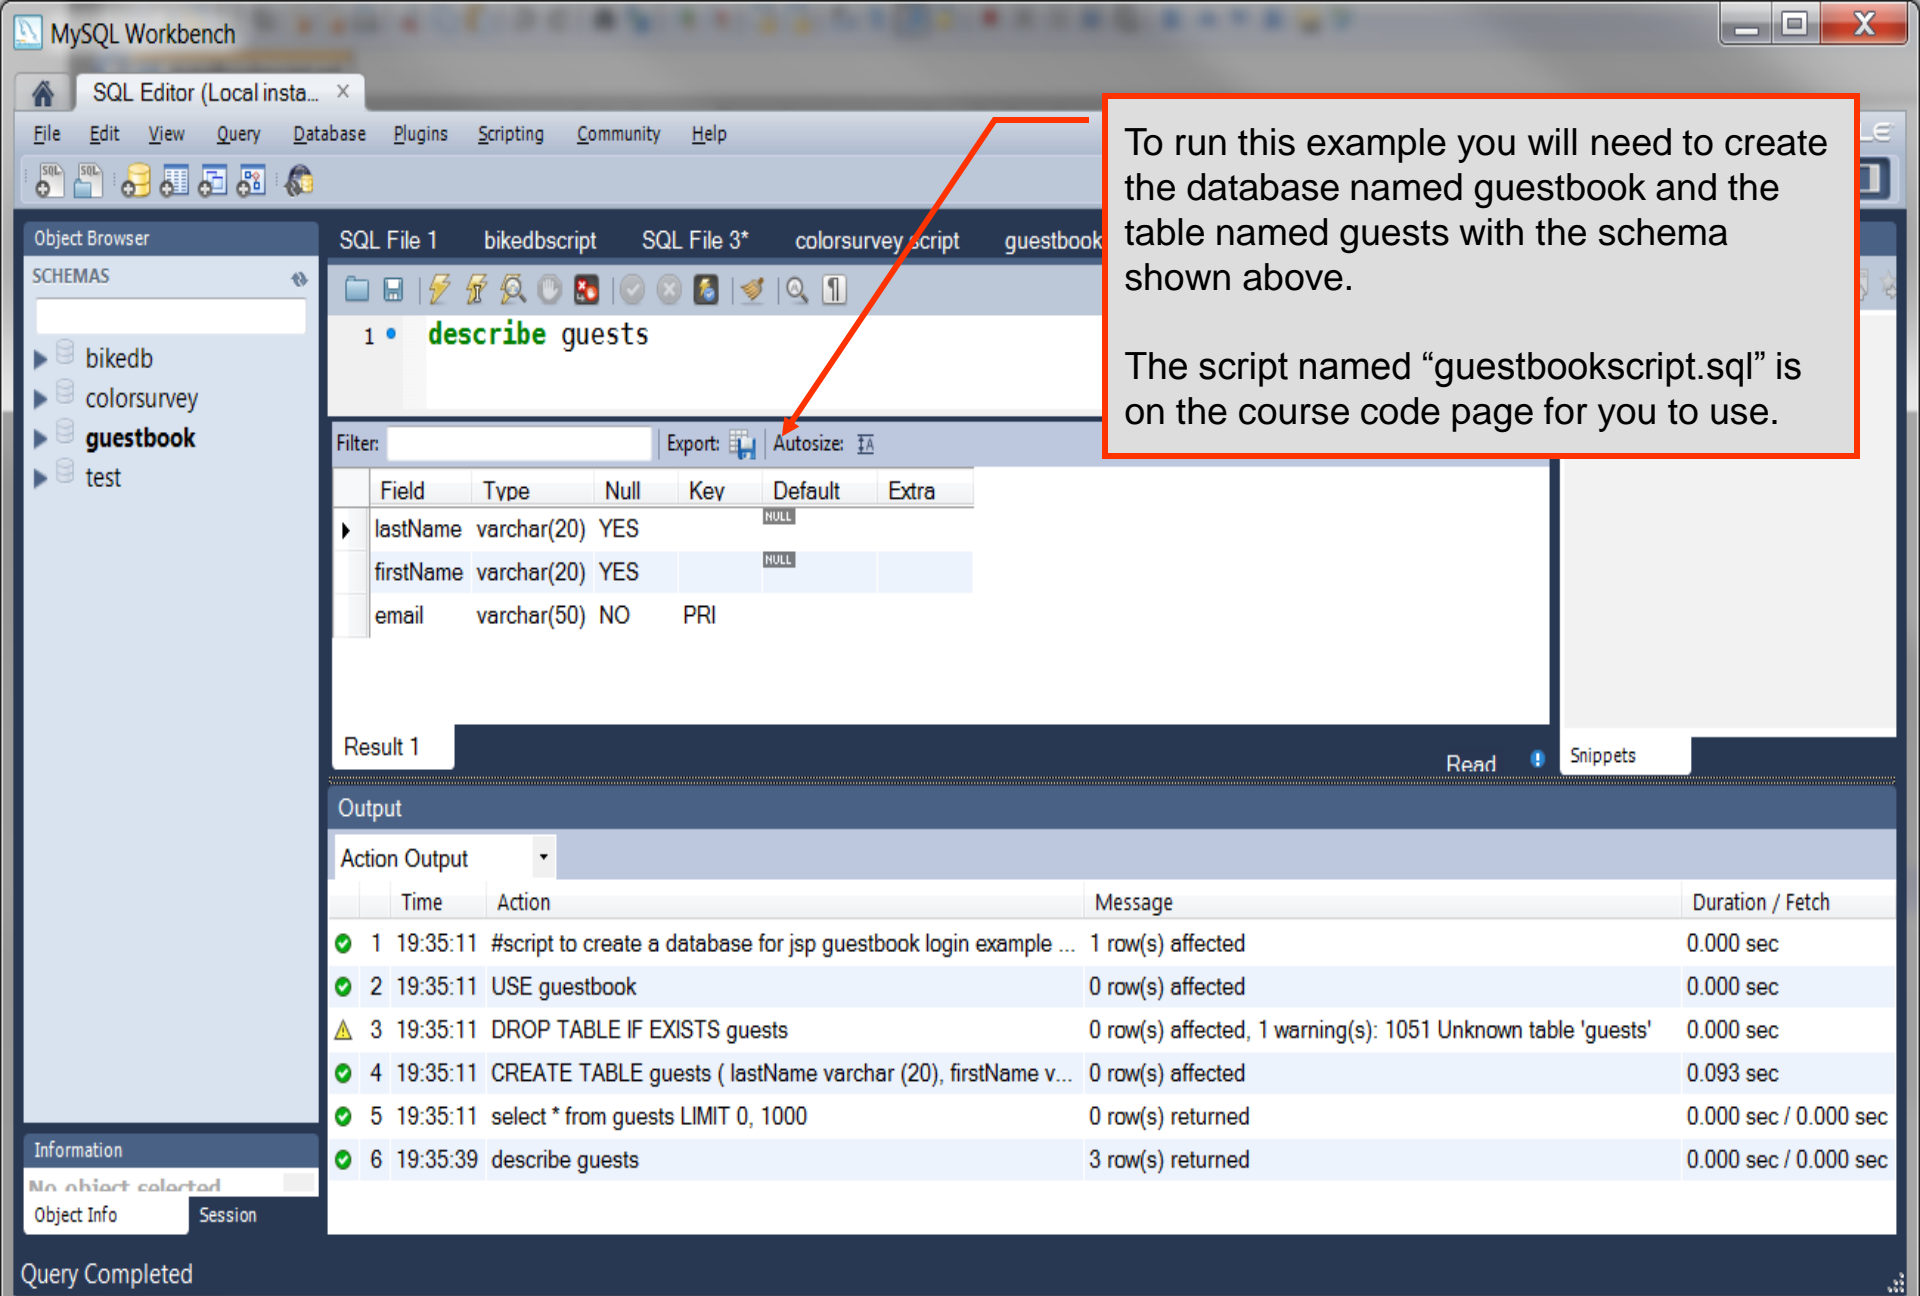 MySQL Workbench
SQL Editor (Local insta... ×
File Edit View Query Database Plugins Scripting Community Help
To run this example you will need to create
the database named guestbook and the
table named guests with the schema
shown above.
The script named “guestbookscript.sql” is
on the course code page for you to use.
Object Browser
SCHEMAS
bikedb
colorsurvey
guestbook
test
SQL File 1 bikedbscript SQL File 3* colorsurvey script guestbook
1 describe guests
Filter: Export: Autosize:
Field Type Null Key Default Extra
lastName varchar(20) YES NULL
firstName varchar(20) YES NULL
email varchar(50) NO PRI
Result 1
Read
Snippets
Output
Action Output
Time Action Message Duration / Fetch
1 19:35:11 #script to create a database for jsp guestbook login example ... 1 row(s) affected 0.000 sec
2 19:35:11 USE guestbook 0 row(s) affected 0.000 sec
3 19:35:11 DROP TABLE IF EXISTS guests 0 row(s) affected, 1 warning(s): 1051 Unknown table 'guests' 0.000 sec
4 19:35:11 CREATE TABLE guests ( lastName varchar (20), firstName v... 0 row(s) affected 0.093 sec
5 19:35:11 select * from guests LIMIT 0, 1000 0 row(s) returned 0.000 sec / 0.000 sec
6 19:35:39 describe guests 3 row(s) returned 0.000 sec / 0.000 sec
Information
No object selected
Object Info Session
Query Completed